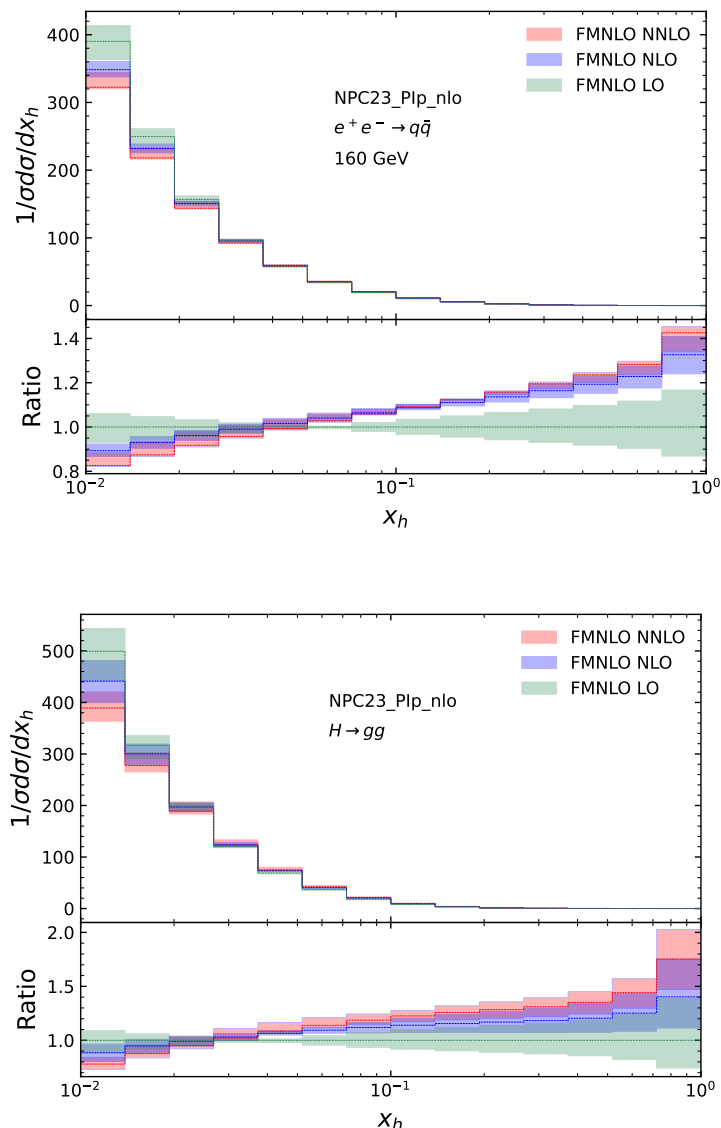 400
FMNLO NNLO
FMNLO NLO
FMNLO LO
300
NPC23_PIp_nlo
e⁺e⁻ → qq̄
160 GeV
200
100
0
1/σdσ/dx_h
1.4
1.2
1.0
0.8
Ratio
10⁻² 10⁻¹ 10⁰
x_h
500
FMNLO NNLO
FMNLO NLO
FMNLO LO
400
NPC23_PIp_nlo
H → gg
300
200
100
0
1/σdσ/dx_h
2.0
1.5
1.0
Ratio
10⁻² 10⁻¹ 10⁰
x_h